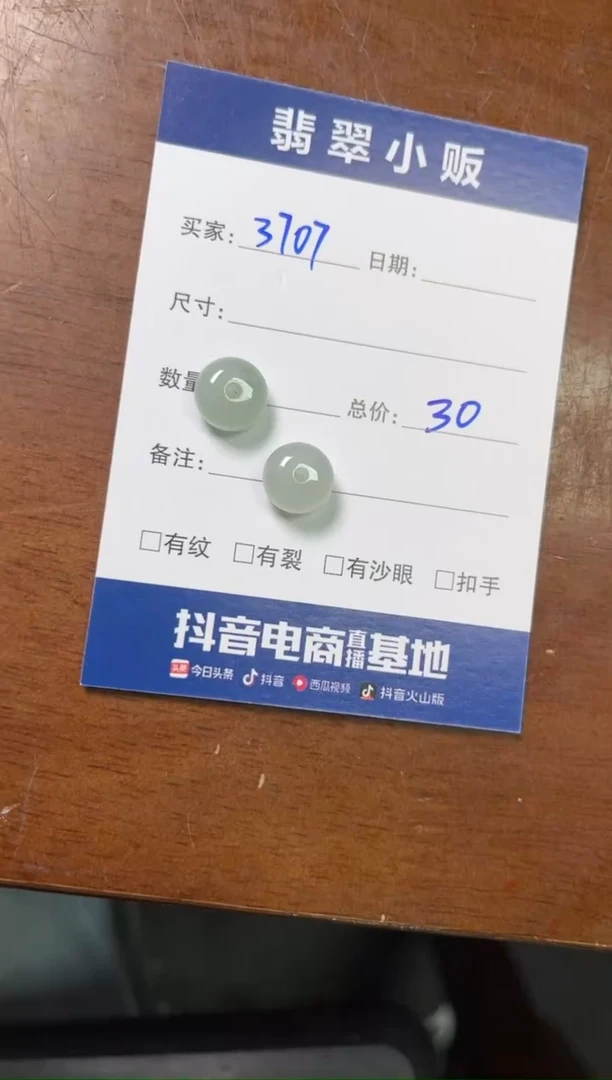 翡翠小贩
买家: 3707 日期:
尺寸:
数量 总价: 30
备注:
□有纹 □有裂 □有沙眼 □扣手
抖音电商直播基地
头条 今日头条 抖音 西瓜视频 抖音火山版